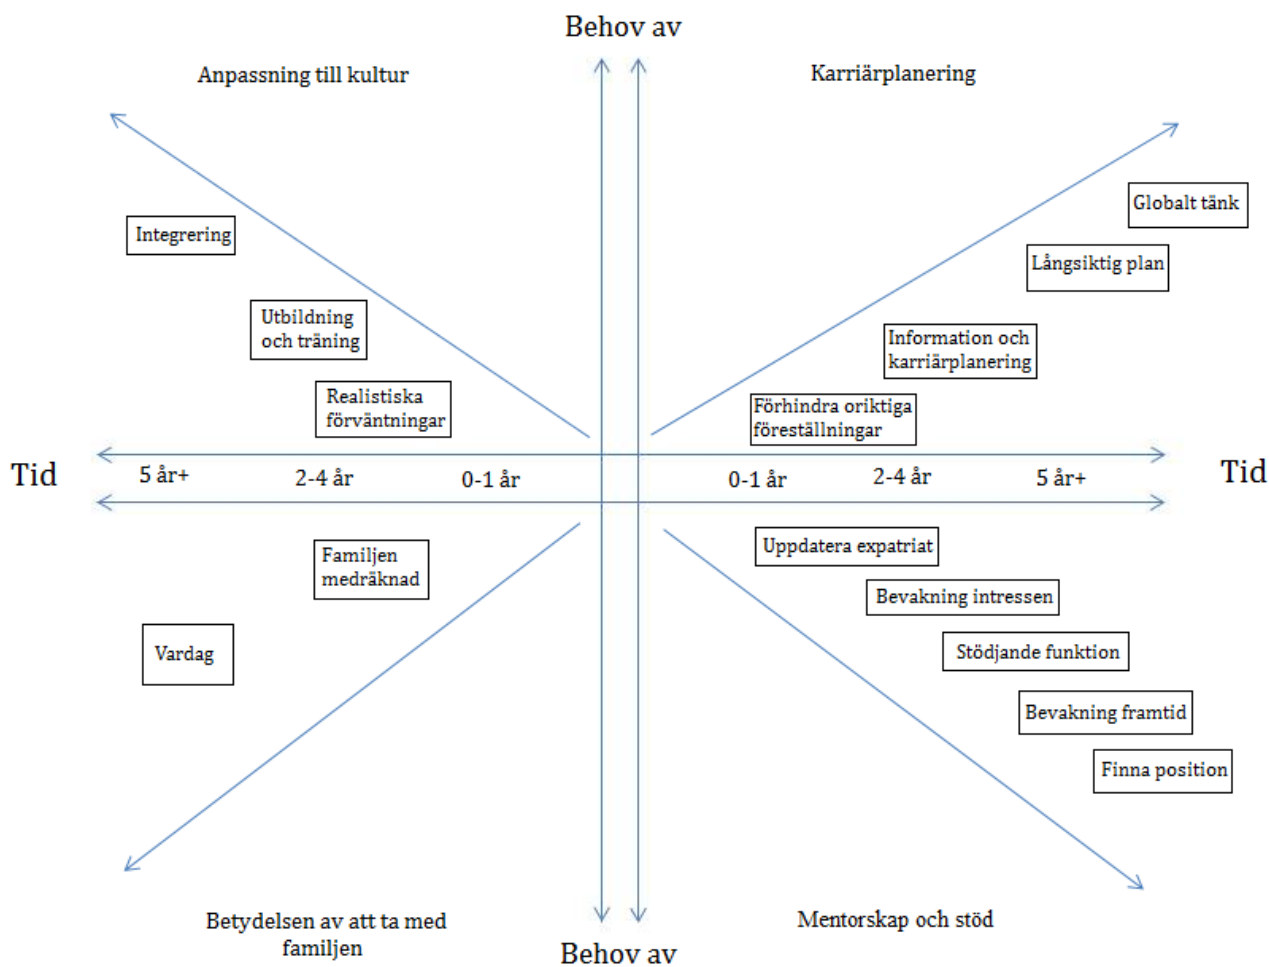 Behov av
Anpassning till kultur
Karriärplanering
Globalt tänk
Integrering
Långsiktig plan
Utbildning
och träning
Information och
karriärplanering
Realistiska
förväntningar
Förhindra oriktiga
föreställningar
Tid
5 år+
2-4 år
0-1 år
0-1 år
2-4 år
5 år+
Tid
Familjen
medräknad
Uppdatera expatriat
Bevakning intressen
Vardag
Stödjande funktion
Bevakning framtid
Finna position
Betydelsen av att ta med
familjen
Mentorskap och stöd
Behov av